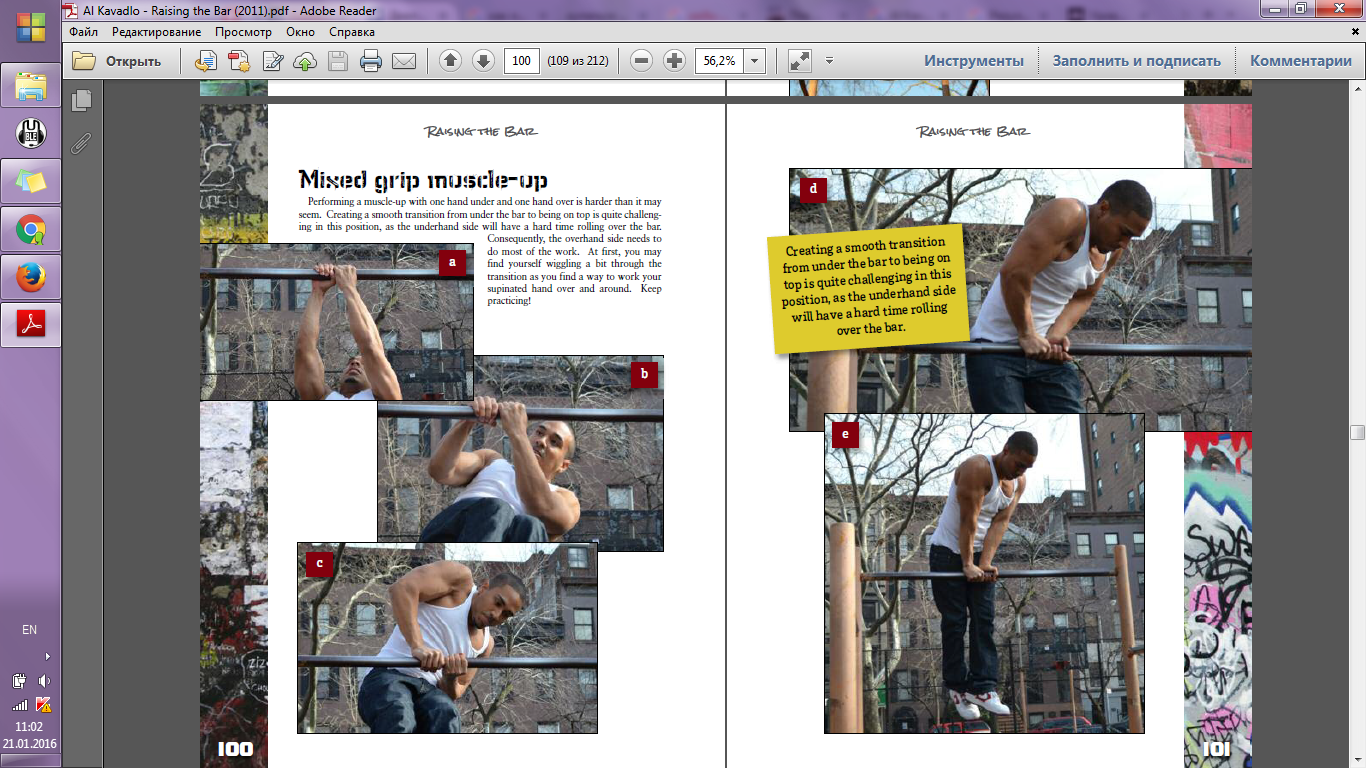 Al Kavadlo - Raising the Bar (2011).pdf - Adobe Reader
Файл Редактирование Просмотр Окно Справка
Открыть 100 (109 из 212) 56,2% Инструменты Заполнить и подписать Комментарии
Raising the Bar
Mixed grip muscle-up
Performing a muscle-up with one hand under and one hand over is harder than it may
seem. Creating a smooth transition from under the bar to being on top is quite challeng-
ing in this position, as the underhand side will have a hard time rolling over the bar.
Consequently, the overhand side needs to
do most of the work. At first, you may
find yourself wiggling a bit through the
transition as you find a way to work your
supinated hand over and around. Keep
practicing!
a
b
c
100
Raising the Bar
d
Creating a smooth transition
from under the bar to being on
top is quite challenging in this
position, as the underhand side
will have a hard time rolling
over the bar.
e
101
EN
11:02
21.01.2016